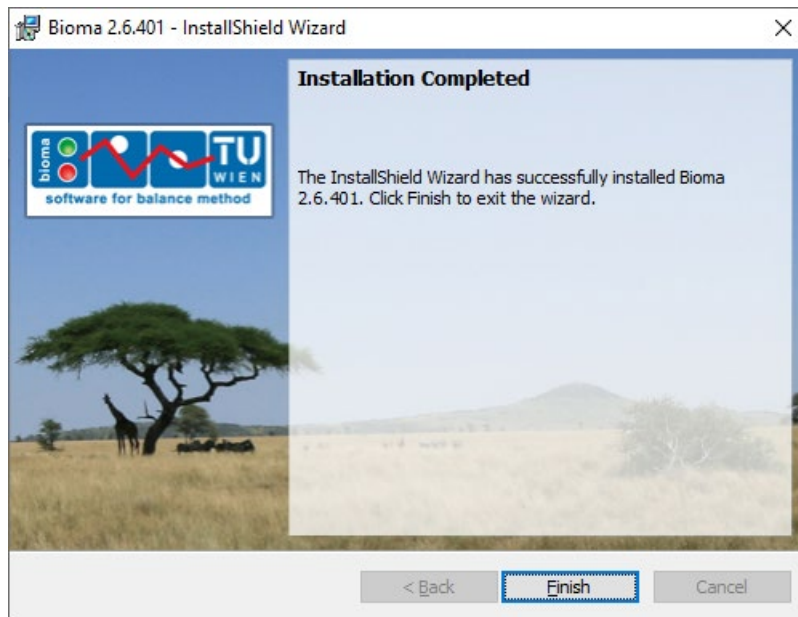 Bioma 2.6.401 - InstallShield Wizard
Installation Completed
bioma
TU
WIEN
software for balance method
The InstallShield Wizard has successfully installed Bioma
2.6.401. Click Finish to exit the wizard.
< Back
Finish
Cancel